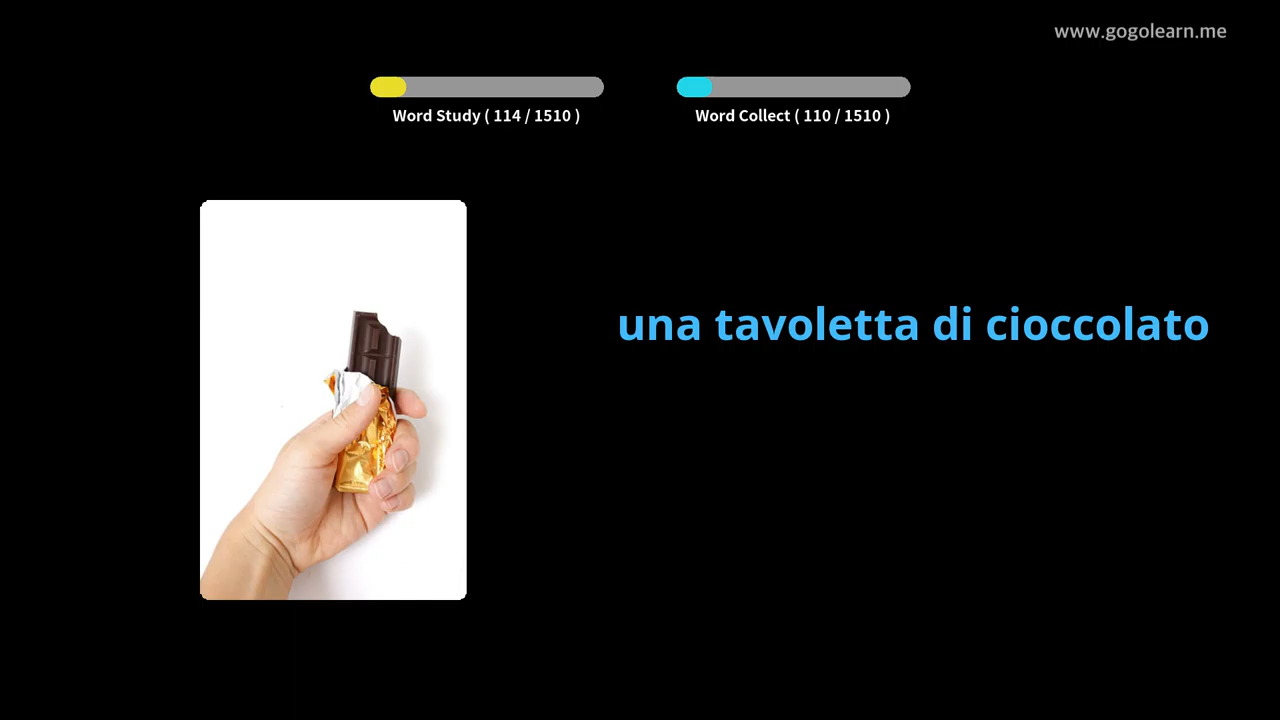 www.gogolearn.me
Word Study ( 114 / 1510 )
Word Collect ( 110 / 1510 )
una tavoletta di cioccolato